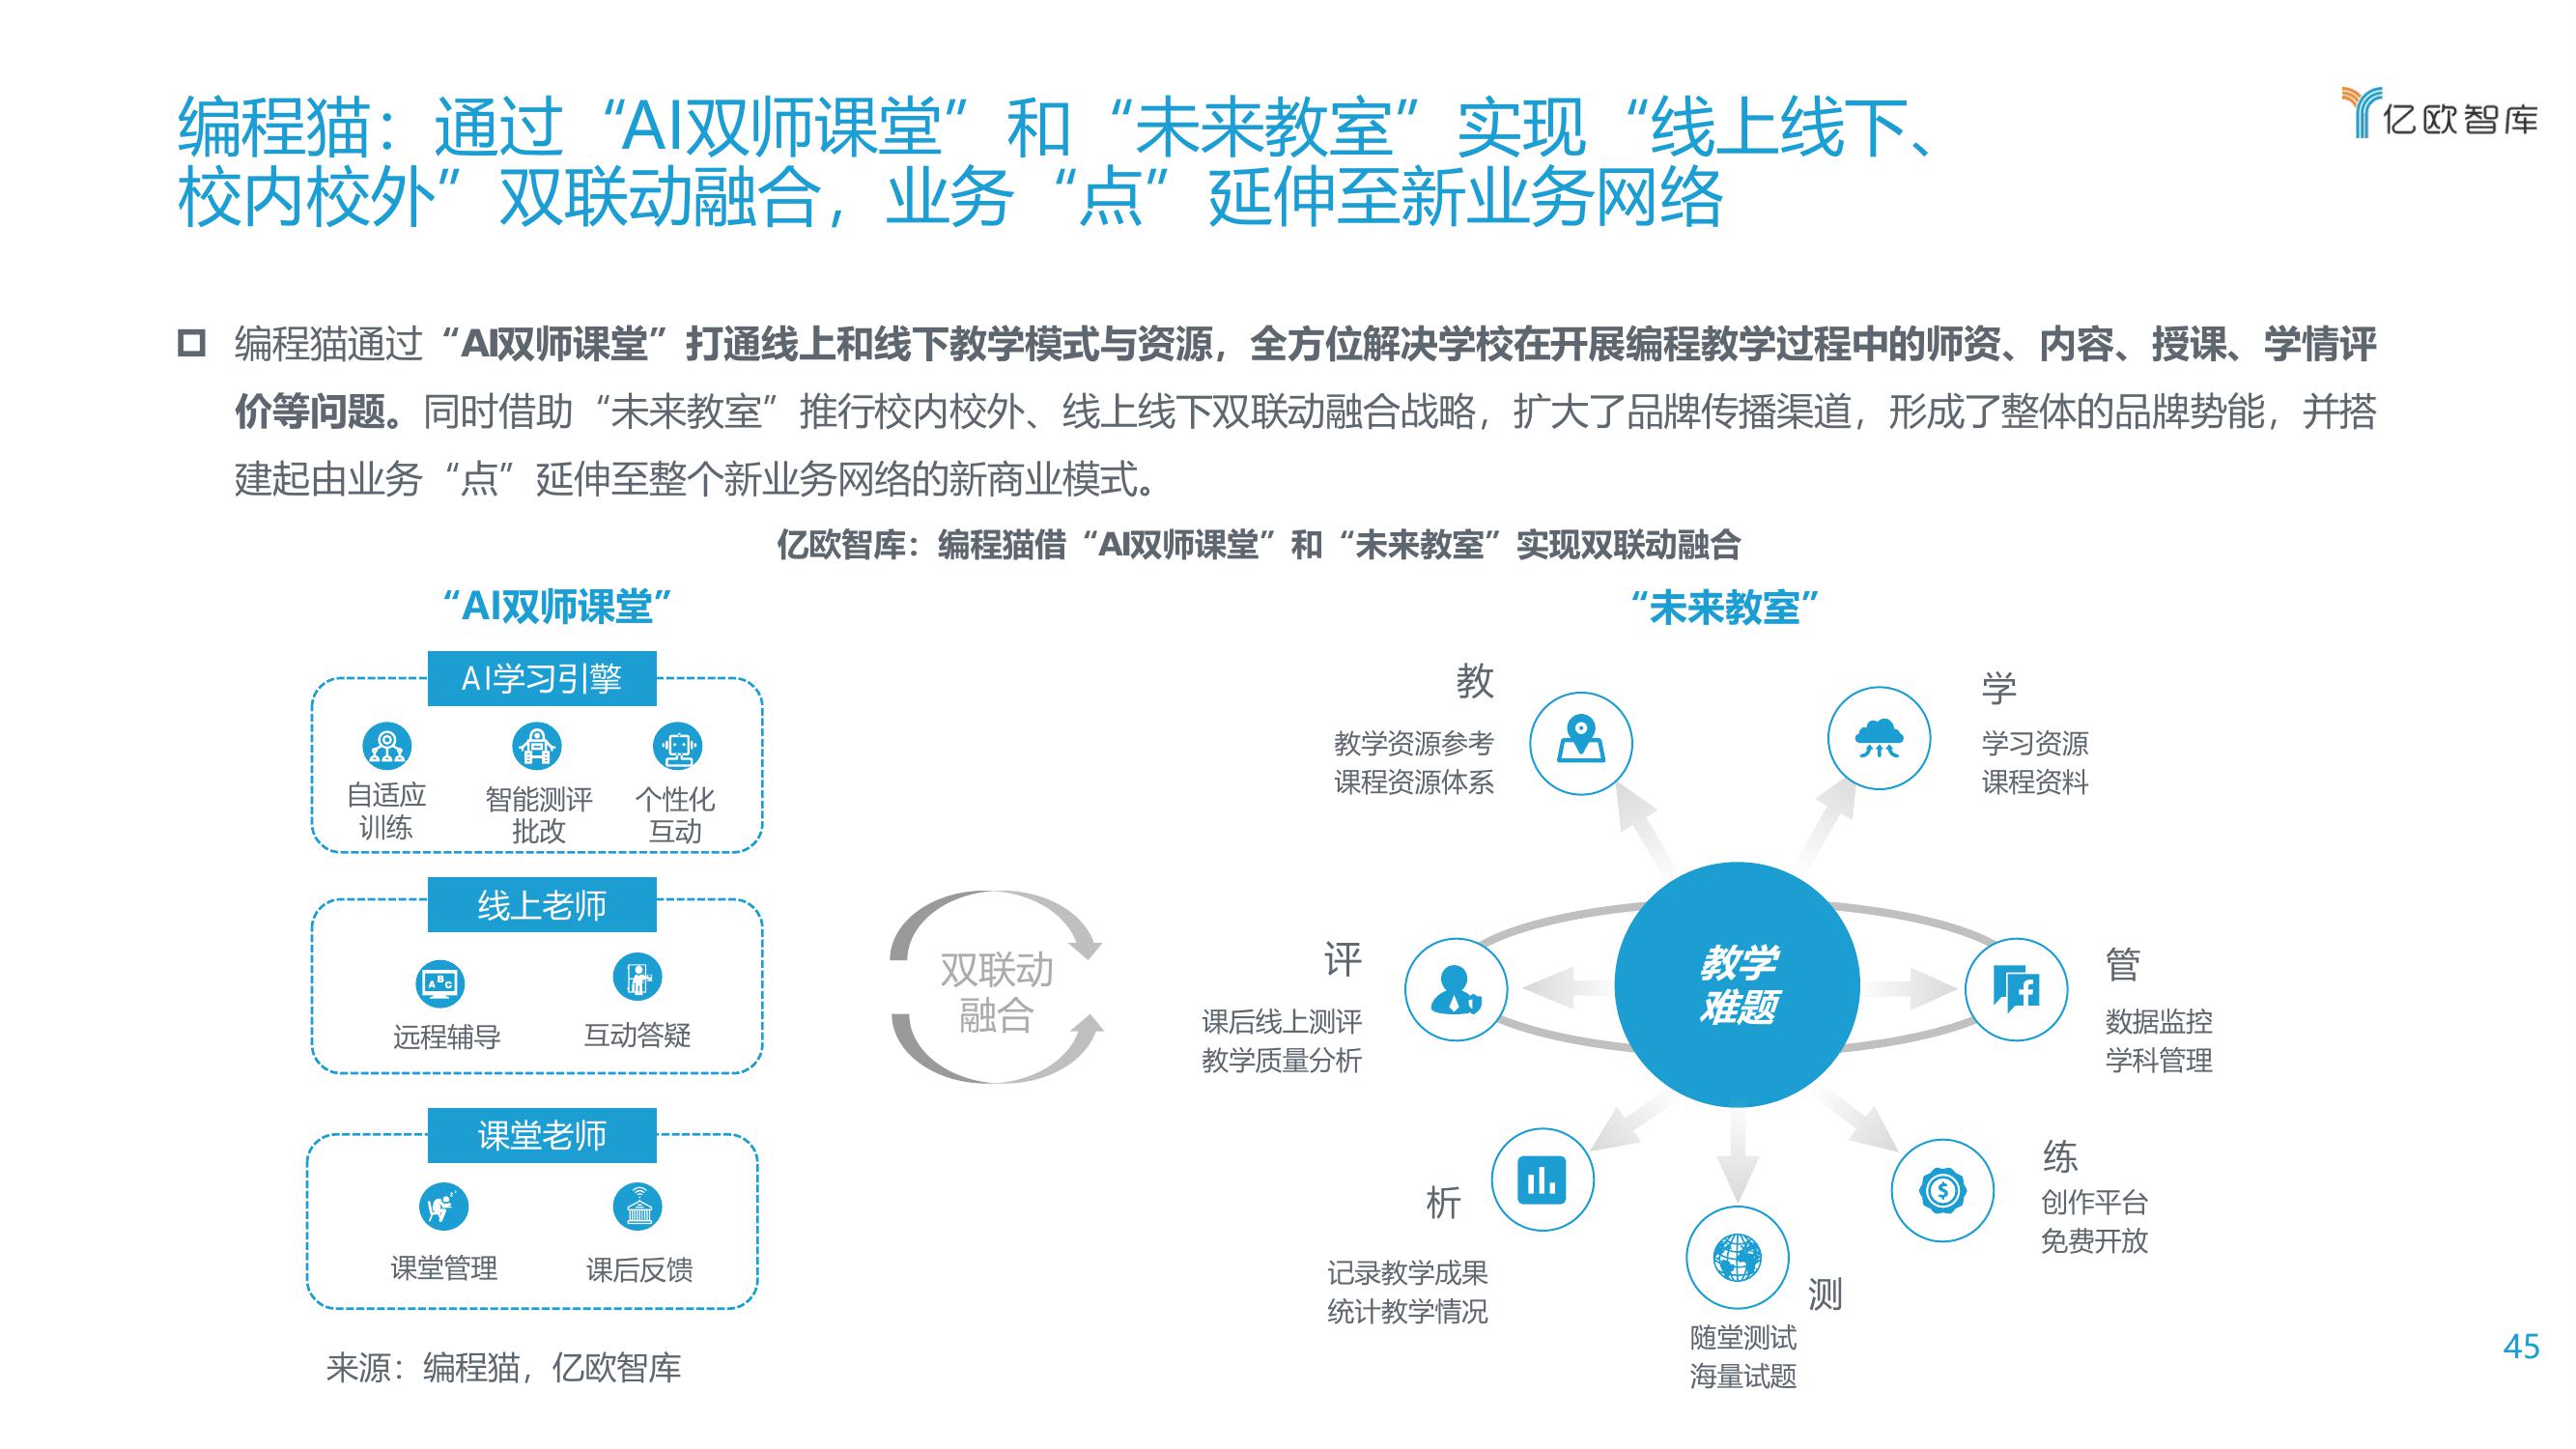 编程猫：通过“AI双师课堂”和“未来教室”实现“线上线下、
校内校外”双联动融合，业务“点”延伸至新业务网络
亿欧智库
编程猫通过“AI双师课堂”打通线上和线下教学模式与资源，全方位解决学校在开展编程教学过程中的师资、内容、授课、学情评
价等问题。同时借助“未来教室”推行校内校外、线上线下双联动融合战略，扩大了品牌传播渠道，形成了整体的品牌势能，并搭
建起由业务“点”延伸至整个新业务网络的新商业模式。
亿欧智库：编程猫借“AI双师课堂”和“未来教室”实现双联动融合
“AI双师课堂”
AI学习引擎
自适应
训练
智能测评
批改
个性化
互动
线上老师
A B C
远程辅导
互动答疑
课堂老师
课堂管理
课后反馈
双联动
融合
“未来教室”
教
教学资源参考
课程资源体系
学
学习资源
课程资料
评
课后线上测评
教学质量分析
教学
难题
管
数据监控
学科管理
析
记录教学成果
统计教学情况
测
随堂测试
海量试题
练
创作平台
免费开放
来源：编程猫，亿欧智库
45